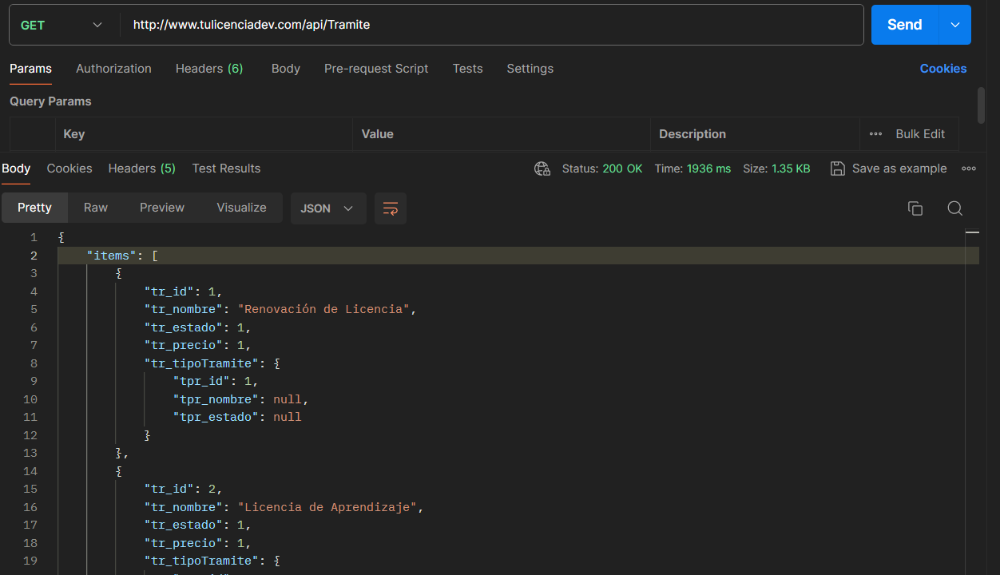 GET http://www.tulicenciadev.com/api/Tramite Send
Params Authorization Headers (6) Body Pre-request Script Tests Settings Cookies
Query Params
Key Value Description Bulk Edit
Body Cookies Headers (5) Test Results Status: 200 OK Time: 1936 ms Size: 1.35 KB Save as example
Pretty Raw Preview Visualize JSON
1 {
2 "items": [
3 {
4 "tr_id": 1,
5 "tr_nombre": "Renovación de Licencia",
6 "tr_estado": 1,
7 "tr_precio": 1,
8 "tr_tipoTramite": {
9 "tpr_id": 1,
10 "tpr_nombre": null,
11 "tpr_estado": null
12 }
13 },
14 {
15 "tr_id": 2,
16 "tr_nombre": "Licencia de Aprendizaje",
17 "tr_estado": 1,
18 "tr_precio": 1,
19 "tr_tipoTramite": {